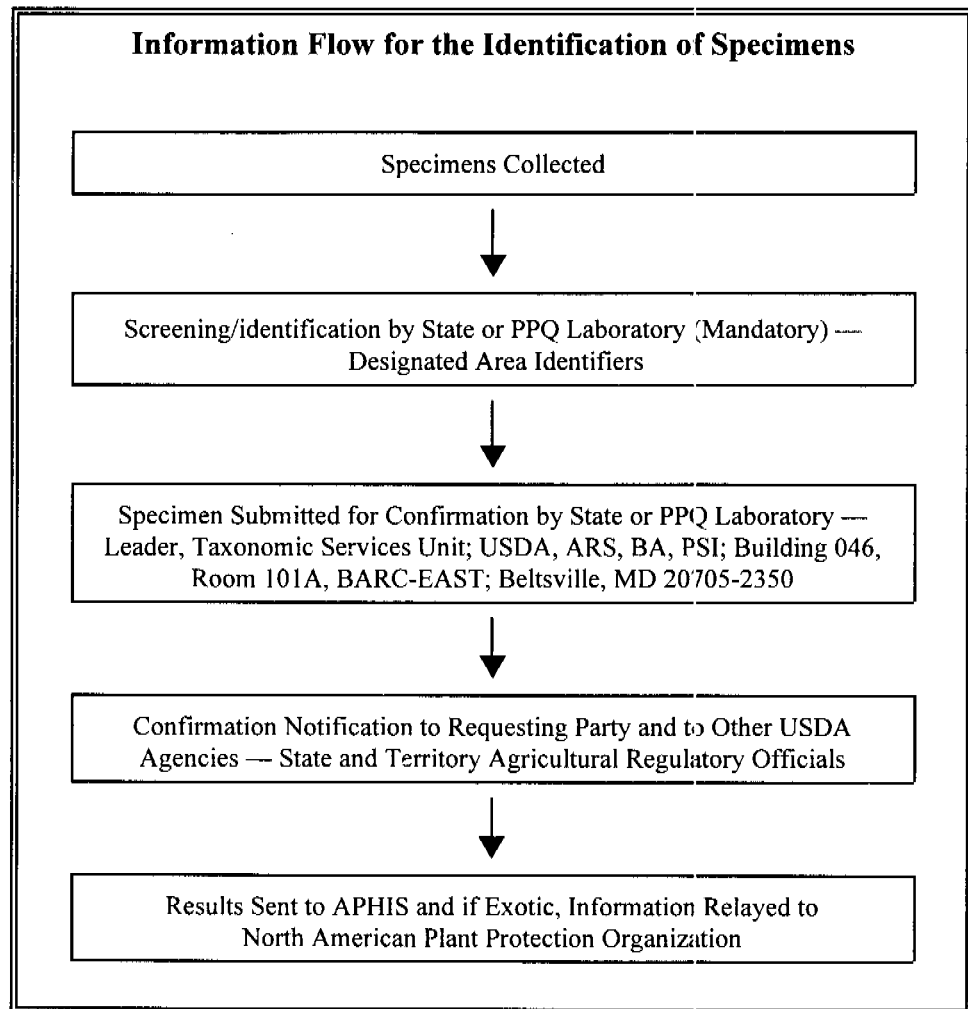 Information Flow for the Identification of Specimens
Specimens Collected
Screening/identification by State or PPQ Laboratory (Mandatory) —
Designated Area Identifiers
Specimen Submitted for Confirmation by State or PPQ Laboratory —
Leader, Taxonomic Services Unit; USDA, ARS, BA, PSI; Building 046,
Room 101A, BARC-EAST; Beltsville, MD 20705-2350
Confirmation Notification to Requesting Party and to Other USDA
Agencies — State and Territory Agricultural Regulatory Officials
Results Sent to APHIS and if Exotic, Information Relayed to
North American Plant Protection Organization